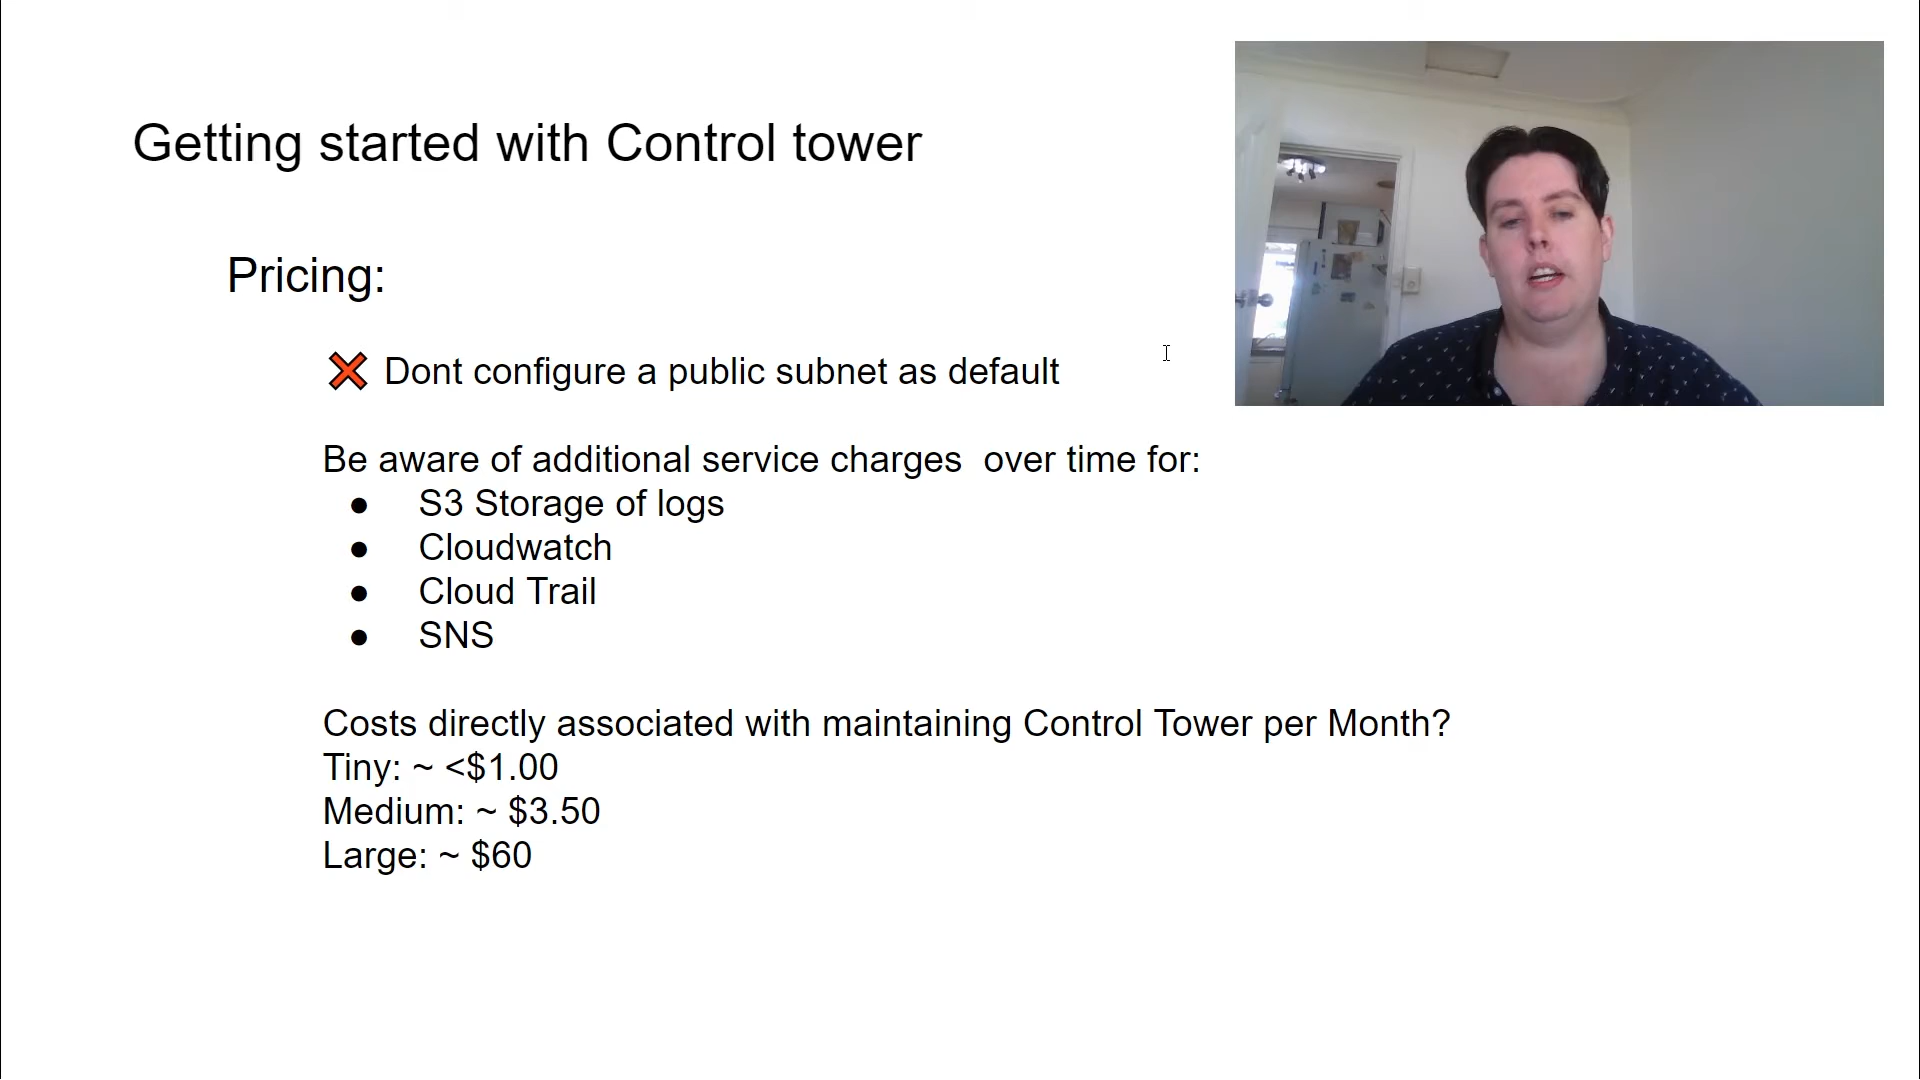 Getting started with Control tower
Pricing:
❌ Dont configure a public subnet as default
Be aware of additional service charges  over time for:
● S3 Storage of logs
● Cloudwatch
● Cloud Trail
● SNS
Costs directly associated with maintaining Control Tower per Month?
Tiny: ~ <$1.00
Medium: ~ $3.50
Large: ~ $60